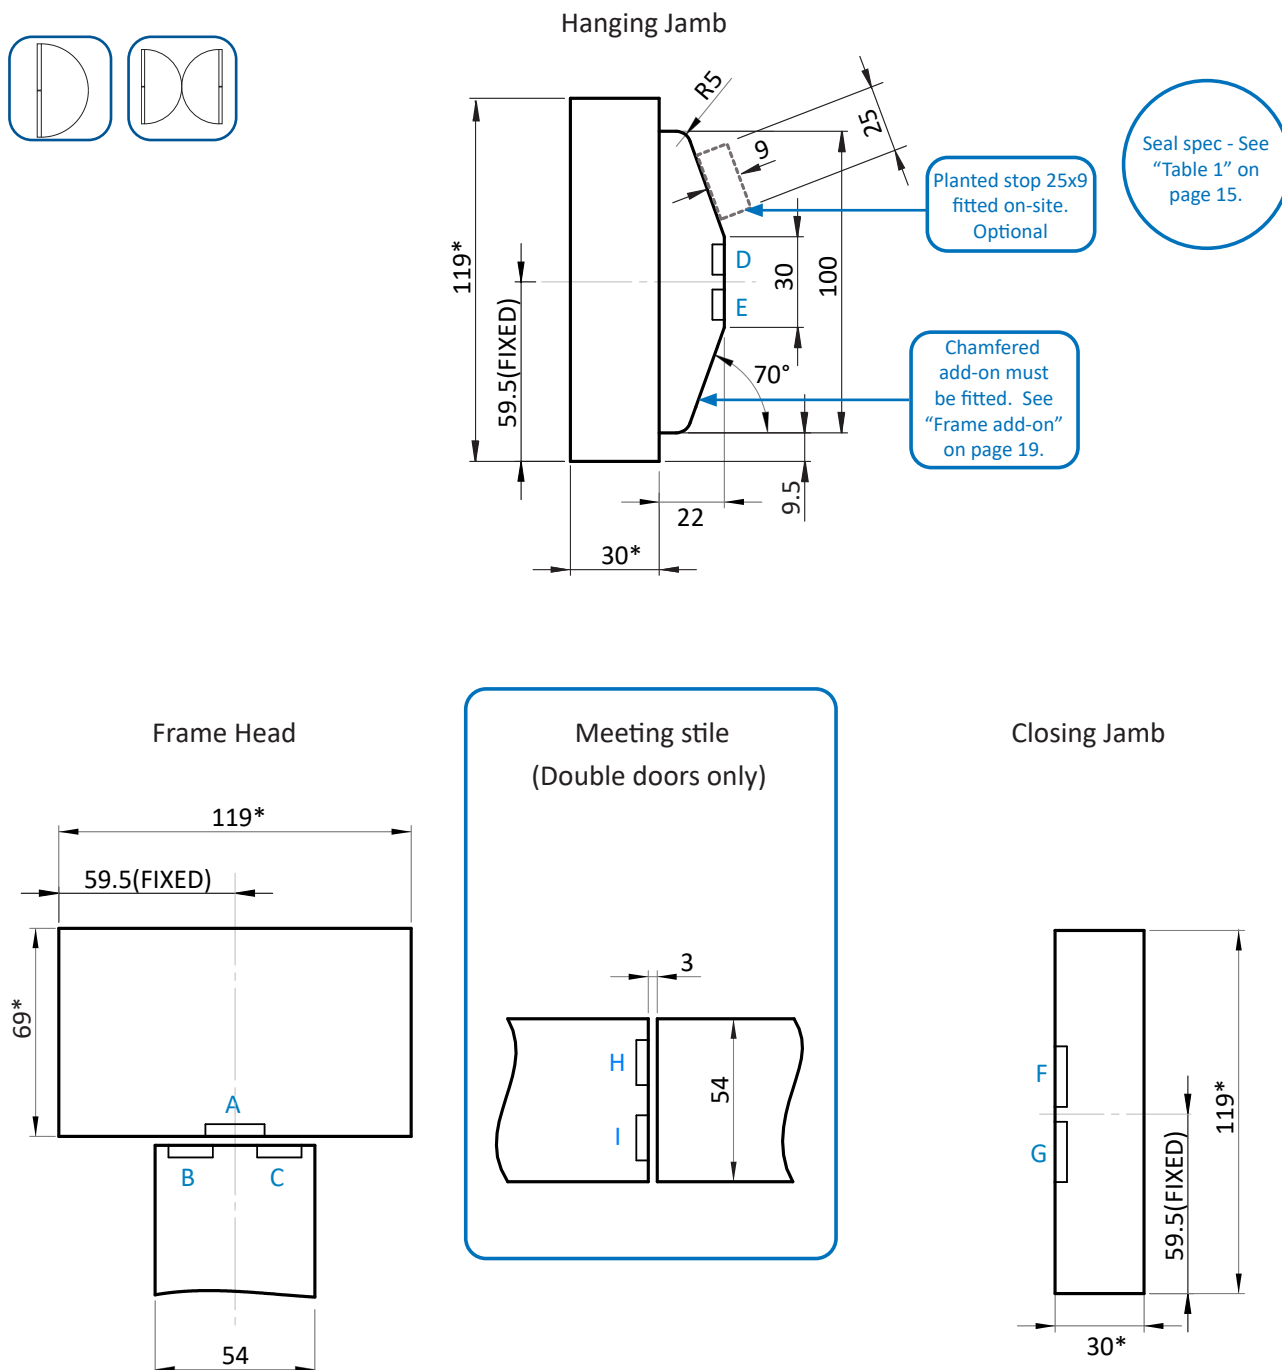 Hanging Jamb
R5
25
9
Seal spec - See
“Table 1” on
page 15.
Planted stop 25x9
fitted on-site.
Optional
119*
59.5(FIXED)
D
E
30
100
70°
Chamfered
add-on must
be fitted.  See
“Frame add-on”
on page 19.
9.5
22
30*
Frame Head
119*
59.5(FIXED)
69*
A
B
C
54
Meeting stile
(Double doors only)
3
H
I
54
Closing Jamb
F
G
119*
59.5(FIXED)
30*